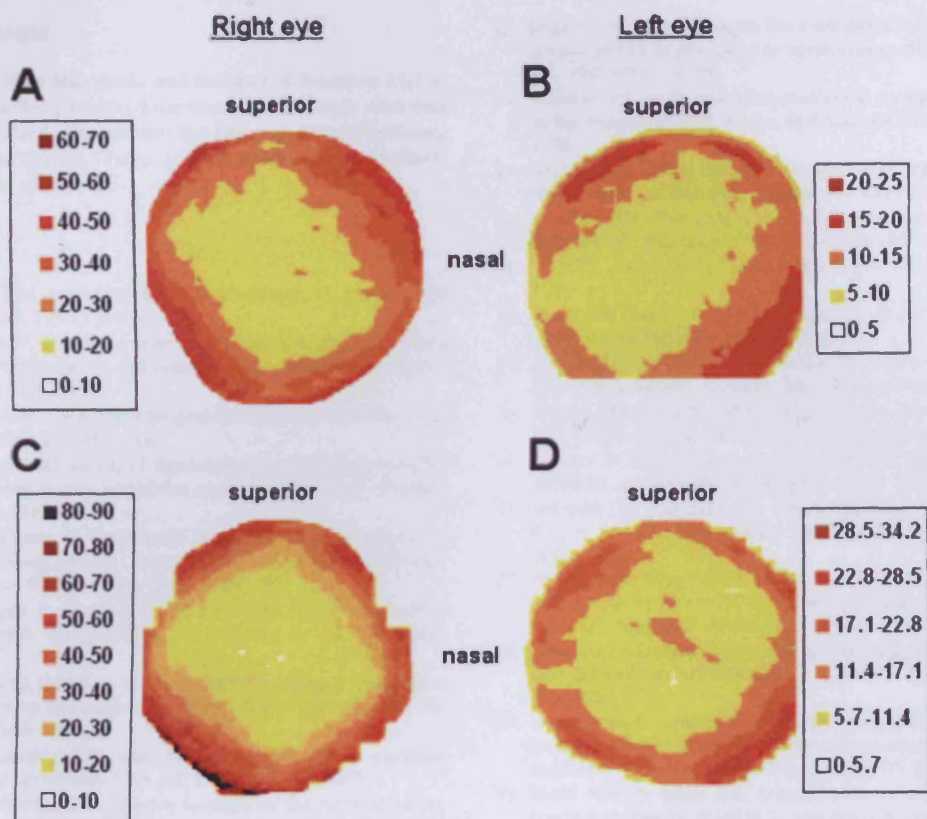 Right eye
Left eye
A
superior
60-70
50-60
40-50
30-40
20-30
10-20
0-10
nasal
B
superior
20-25
15-20
10-15
5-10
0-5
C
superior
80-90
70-80
60-70
50-60
40-50
30-40
20-30
10-20
0-10
nasal
D
superior
28.5-34.2
22.8-28.5
17.1-22.8
11.4-17.1
5.7-11.4
0-5.7